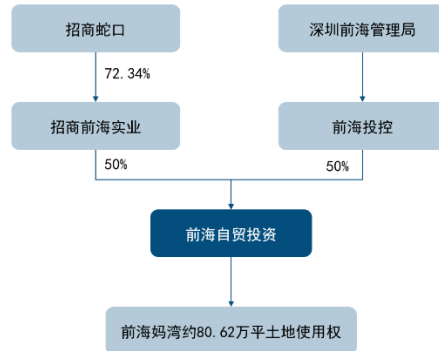 招商蛇口
深圳前海管理局
72.34%
招商前海实业
前海投控
50%
50%
前海自贸投资
前海妈湾约80.62万平土地使用权